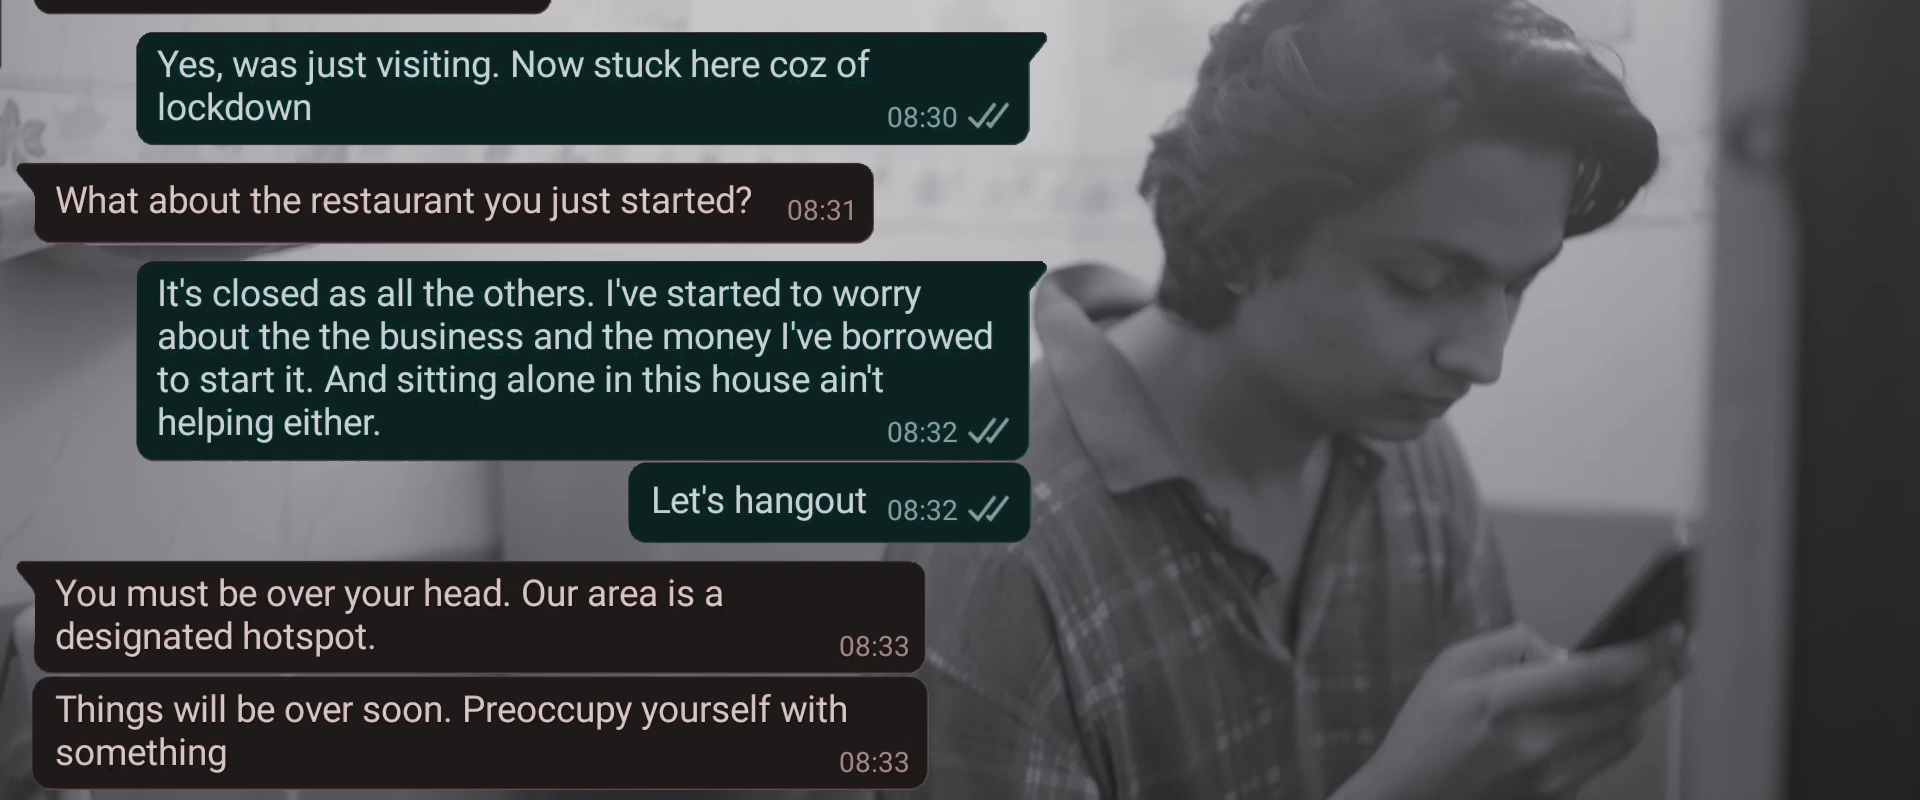 Yes, was just visiting. Now stuck here coz of
lockdown
08:30
What about the restaurant you just started?
08:31
It's closed as all the others. I've started to worry
about the the business and the money I've borrowed
to start it. And sitting alone in this house ain't
helping either.
08:32
Let's hangout
08:32
You must be over your head. Our area is a
designated hotspot.
08:33
Things will be over soon. Preoccupy yourself with
something
08:33